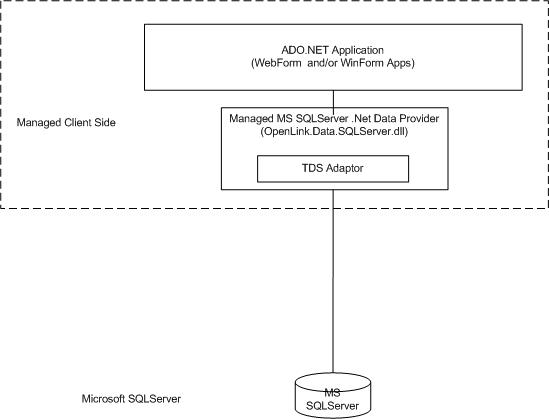 ADO.NET Application
(WebForm and/or WinForm Apps)
Managed Client Side
Managed MS SQLServer .Net Data Provider
(OpenLink.Data.SQLServer.dll)
TDS Adaptor
MS
SQLServer
Microsoft SQLServer